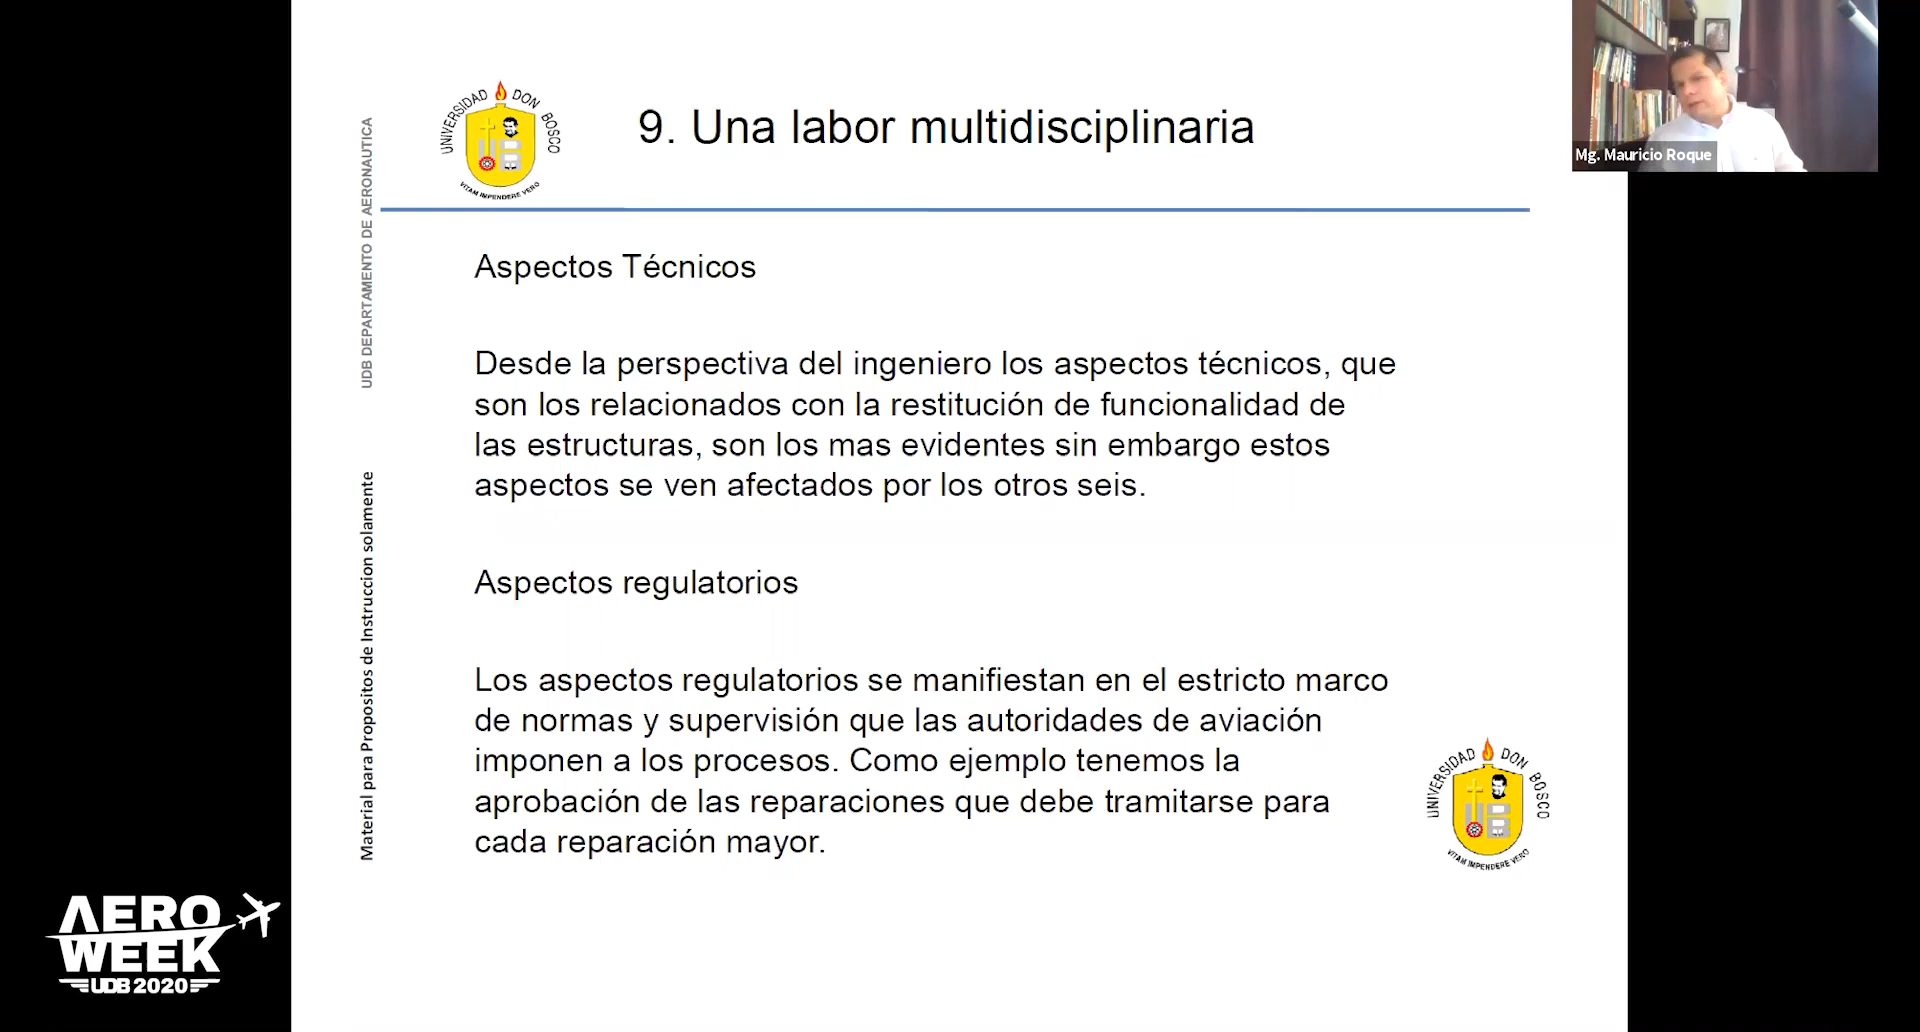 UNIVERSIDAD DON BOSCO
VITAM IMPENDERE VERO
9. Una labor multidisciplinaria
Mg. Mauricio Roque
UDB DEPARTAMENTO DE AERONAUTICA
Material para Propositos de Instruccion solamente
Aspectos Técnicos
Desde la perspectiva del ingeniero los aspectos técnicos, que
son los relacionados con la restitución de funcionalidad de
las estructuras, son los mas evidentes sin embargo estos
aspectos se ven afectados por los otros seis.
Aspectos regulatorios
Los aspectos regulatorios se manifiestan en el estricto marco
de normas y supervisión que las autoridades de aviación
imponen a los procesos. Como ejemplo tenemos la
aprobación de las reparaciones que debe tramitarse para
cada reparación mayor.
UNIVERSIDAD DON BOSCO
VITAM IMPENDERE VERO
AERO
WEEK
UDB 2020